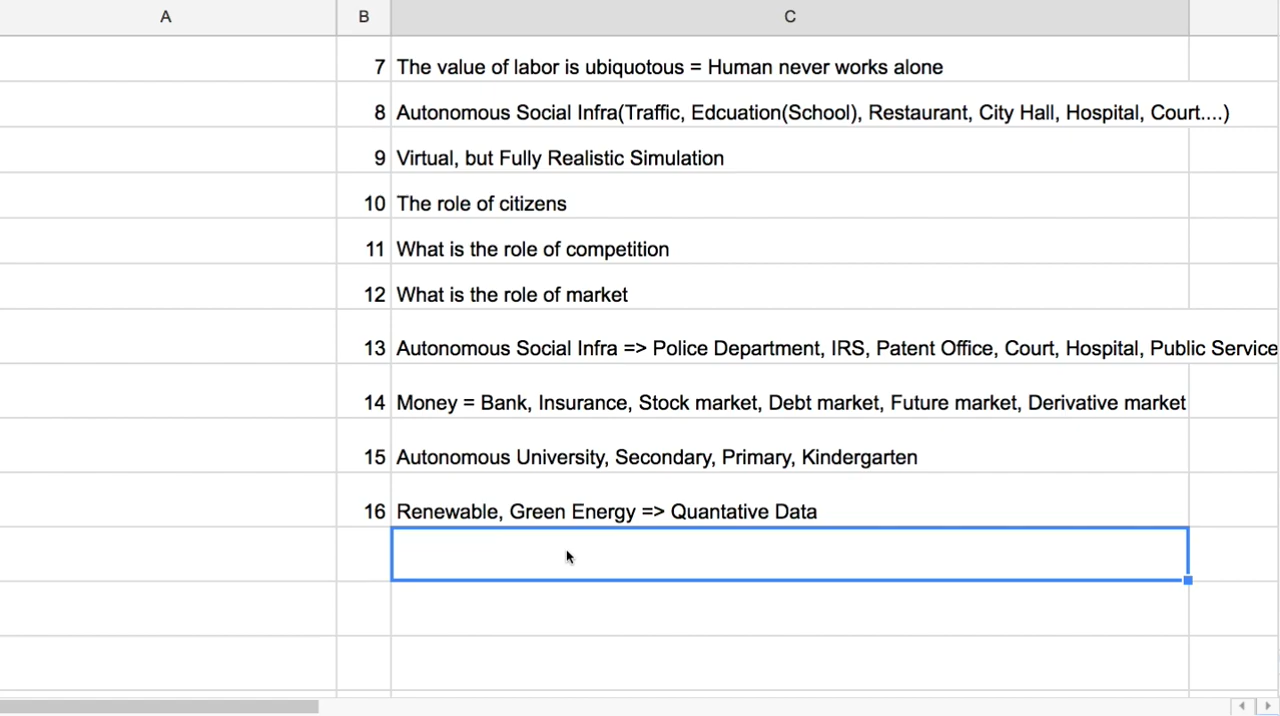 A B C
7 The value of labor is ubiquotous = Human never works alone
8 Autonomous Social Infra(Traffic, Edcuation(School), Restaurant, City Hall, Hospital, Court....)
9 Virtual, but Fully Realistic Simulation
10 The role of citizens
11 What is the role of competition
12 What is the role of market
13 Autonomous Social Infra => Police Department, IRS, Patent Office, Court, Hospital, Public Service
14 Money = Bank, Insurance, Stock market, Debt market, Future market, Derivative market
15 Autonomous University, Secondary, Primary, Kindergarten
16 Renewable, Green Energy => Quantative Data